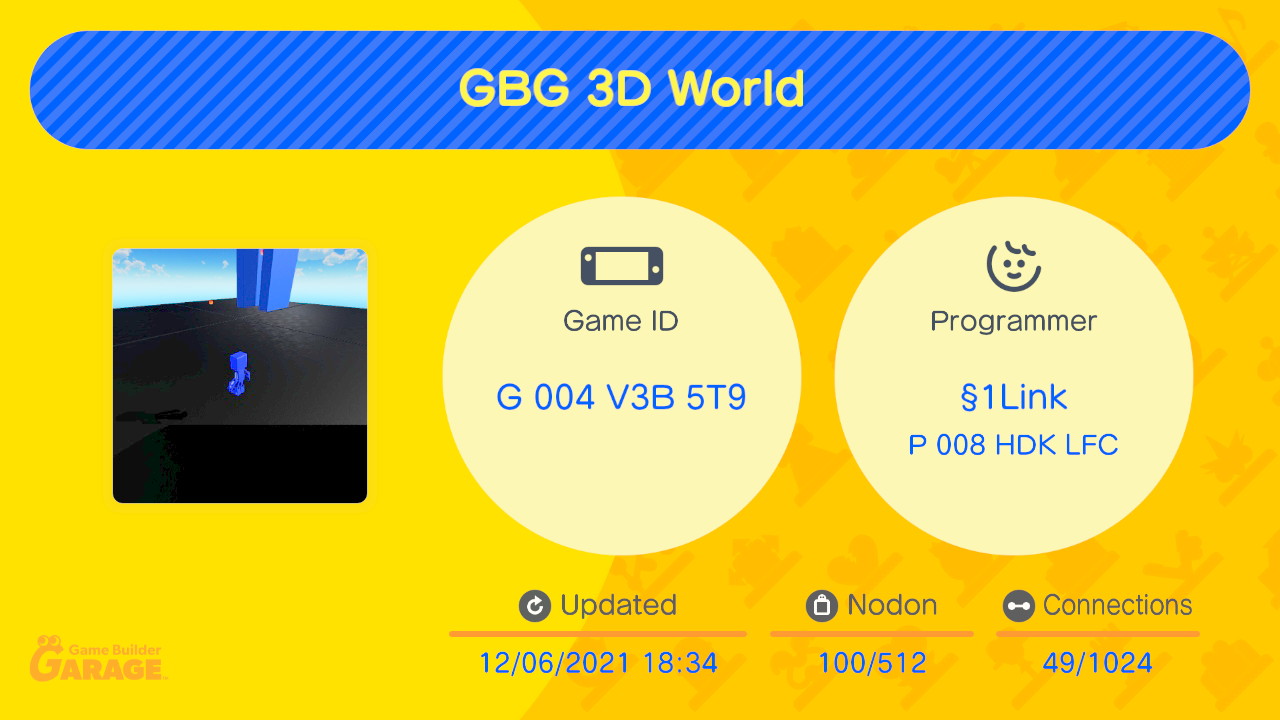 GBG 3D World
Game ID
G 004 V3B 5T9
Programmer
§1Link
P 008 HDK LFC
Updated
12/06/2021 18:34
Nodon
100/512
Connections
49/1024
Game Builder
GARAGE™